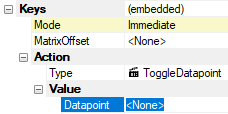 Keys (embedded)
Mode Immediate
MatrixOffset <None>
Action
Type ToggleDatapoint
Value
Datapoint <None>